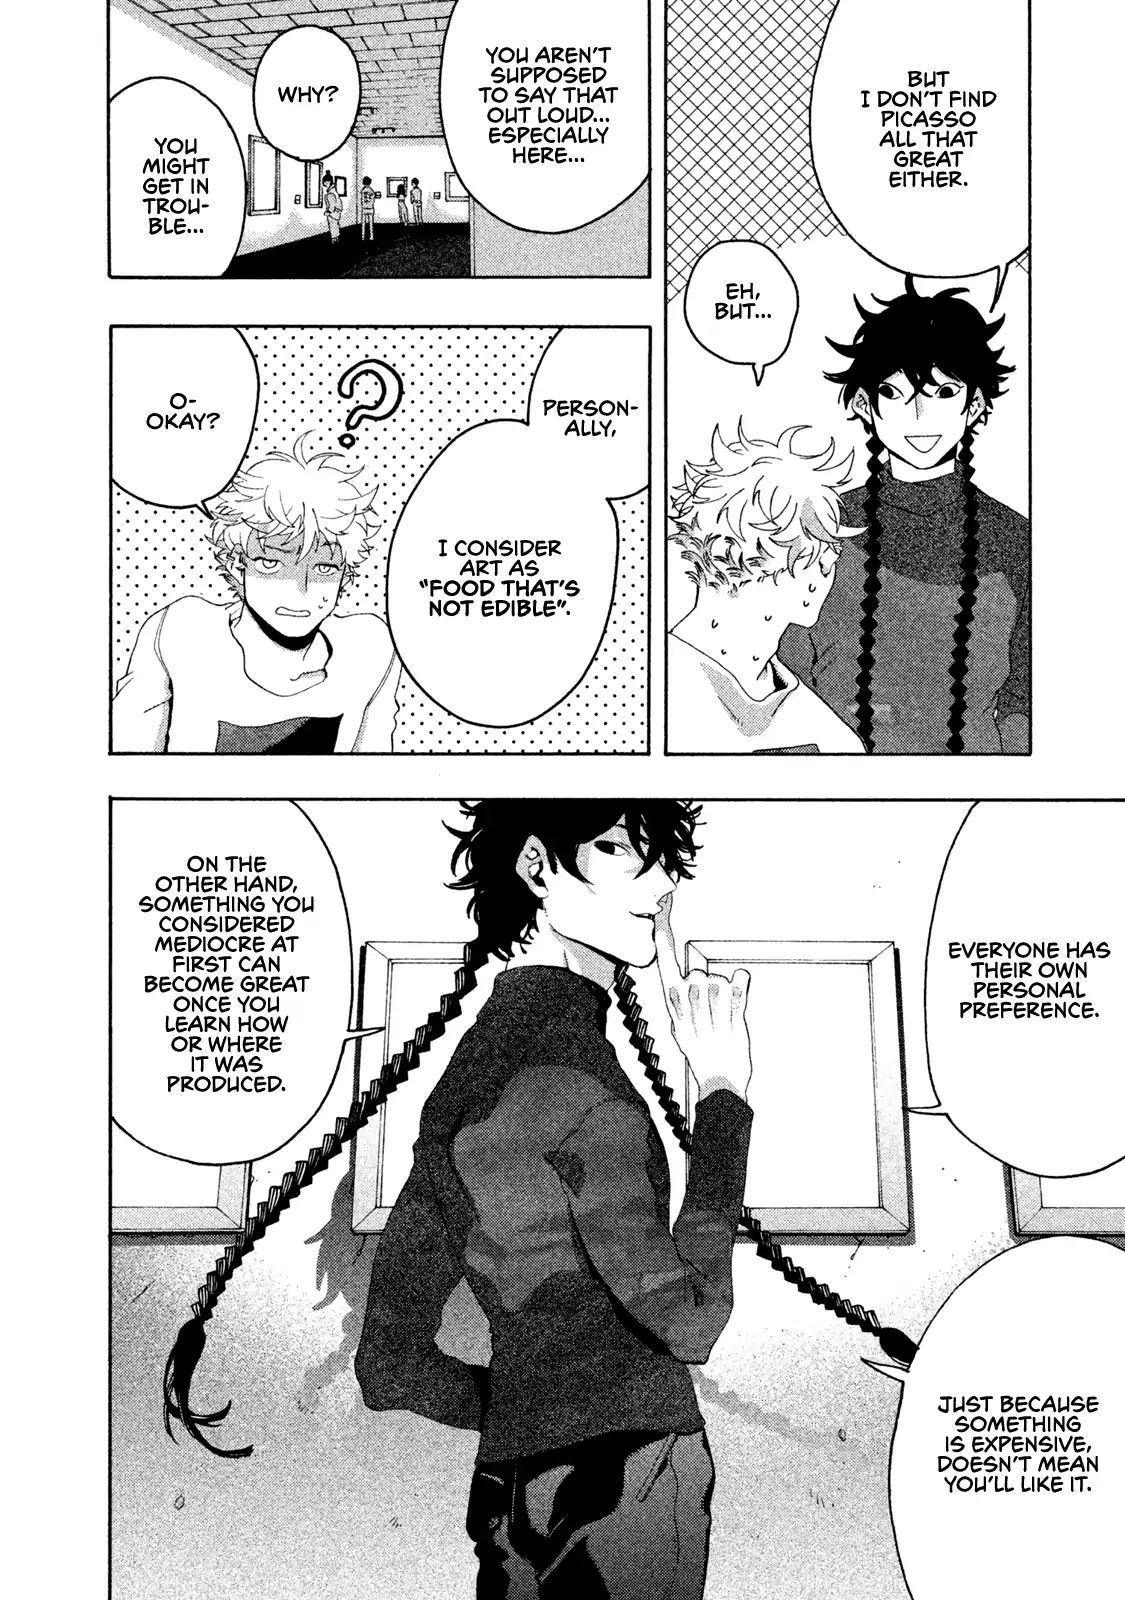 BUT
I DON'T FIND
PICASSO
ALL THAT
GREAT
EITHER.
EH,
BUT...
YOU AREN'T
SUPPOSED
TO SAY THAT
OUT LOUD...
ESPECIALLY
HERE...
WHY?
YOU
MIGHT
GET IN
TROU-
BLE...
PERSON-
ALLY,
I CONSIDER
ART AS
"FOOD THAT'S
NOT EDIBLE".
?
O-
OKAY?
EVERYONE HAS
THEIR OWN
PERSONAL
PREFERENCE.
JUST BECAUSE
SOMETHING
IS EXPENSIVE,
DOESN'T MEAN
YOU'LL LIKE IT.
ON THE
OTHER HAND,
SOMETHING YOU
CONSIDERED
MEDIOCRE AT
FIRST CAN
BECOME GREAT
ONCE YOU
LEARN HOW
OR WHERE
IT WAS
PRODUCED.